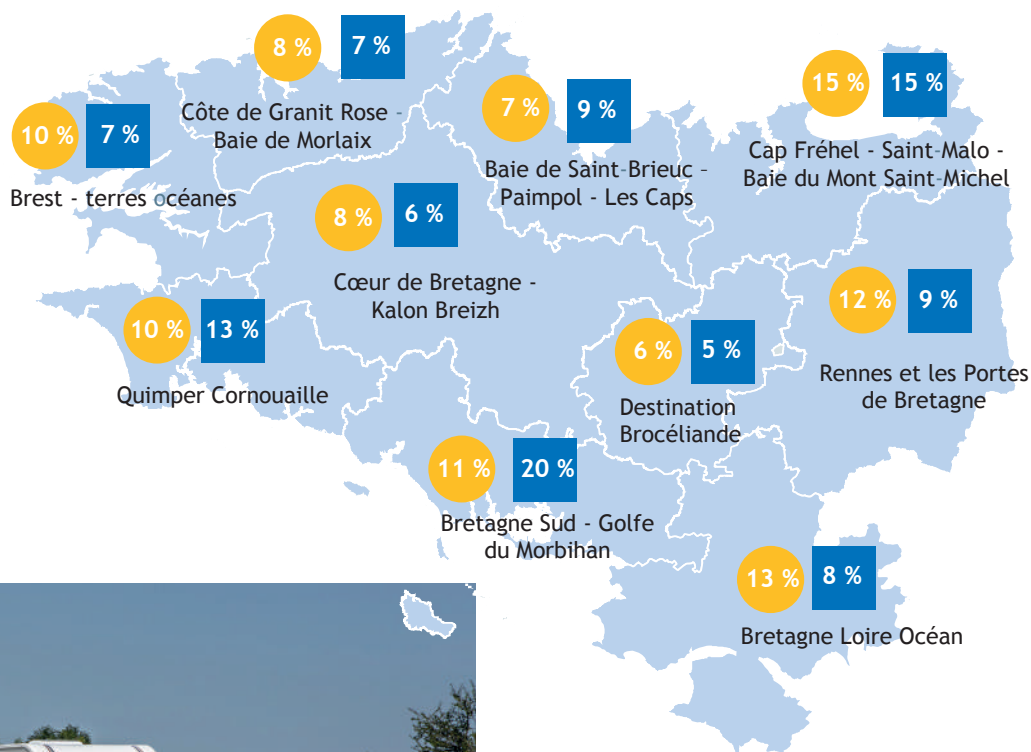 8 % 7 %
Côte de Granit Rose -
Baie de Morlaix
7 % 9 %
Baie de Saint-Brieuc -
Paimpol - Les Caps
15 % 15 %
Cap Fréhel - Saint-Malo -
Baie du Mont Saint-Michel
10 % 7 %
Brest - terres océanes
8 % 6 %
Cœur de Bretagne -
Kalon Breizh
12 % 9 %
Rennes et les Portes
de Bretagne
10 % 13 %
Quimper Cornouaille
6 % 5 %
Destination
Brocéliande
11 % 20 %
Bretagne Sud - Golfe
du Morbihan
13 % 8 %
Bretagne Loire Océan